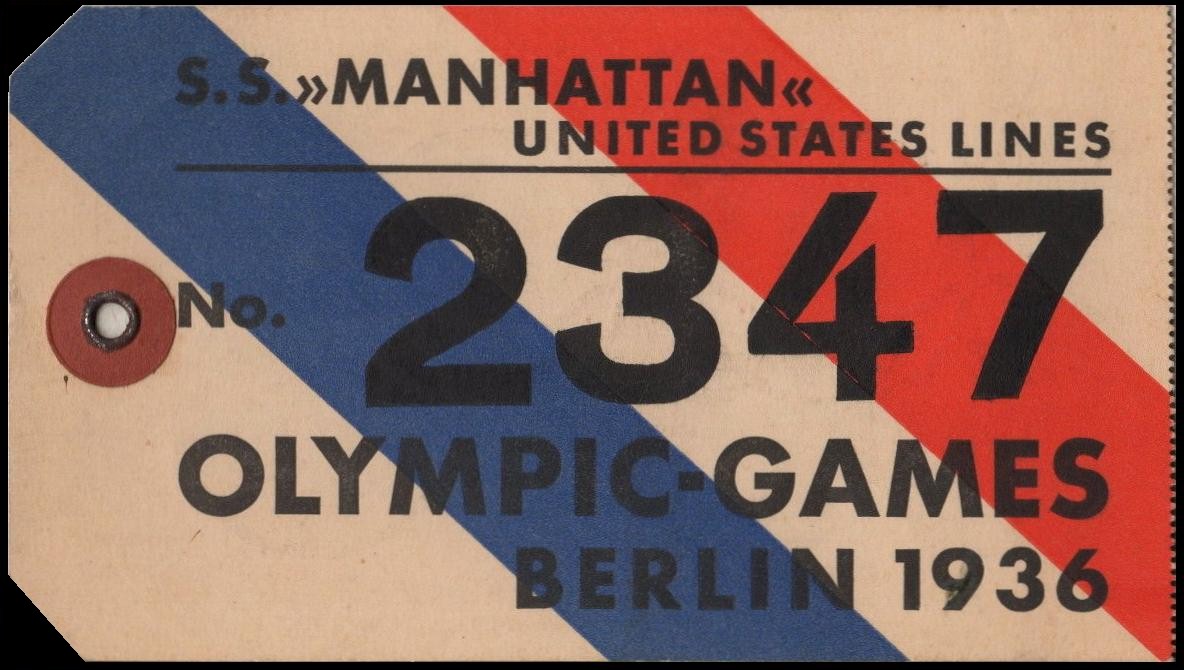 S.S.»MANHATTAN«
UNITED STATES LINES
No. 2347
OLYMPIC-GAMES
BERLIN 1936